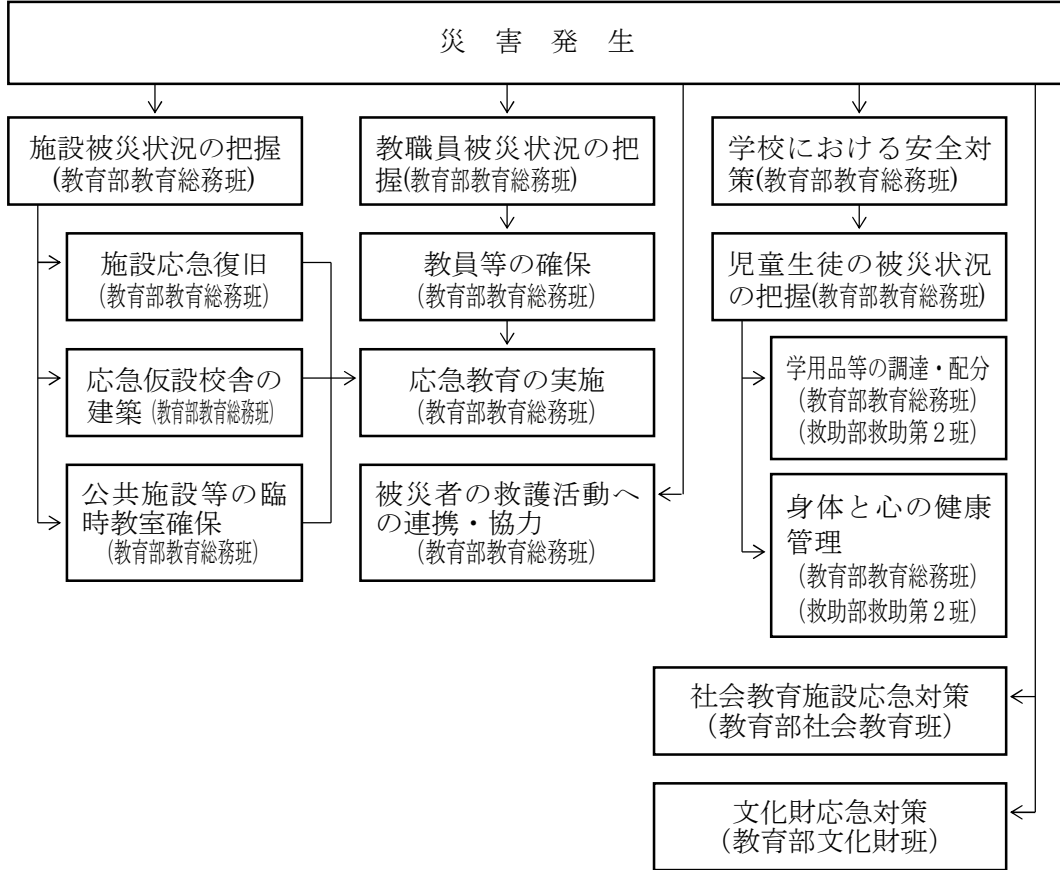 災害発生
施設被災状況の把握
(教育部教育総務班)
教職員被災状況の把
握(教育部教育総務班)
学校における安全対
策(教育部教育総務班)
施設応急復旧
(教育部教育総務班)
教員等の確保
(教育部教育総務班)
児童生徒の被災状況
の把握(教育部教育総務班)
応急仮設校舎の
建築(教育部教育総務班)
応急教育の実施
(教育部教育総務班)
学用品等の調達・配分
(教育部教育総務班)
(救助部救助第2班)
公共施設等の臨
時教室確保
(教育部教育総務班)
被災者の救護活動へ
の連携・協力
(教育部教育総務班)
身体と心の健康
管理
(教育部教育総務班)
(救助部救助第2班)
社会教育施設応急対策
(教育部社会教育班)
文化財応急対策
(教育部文化財班)